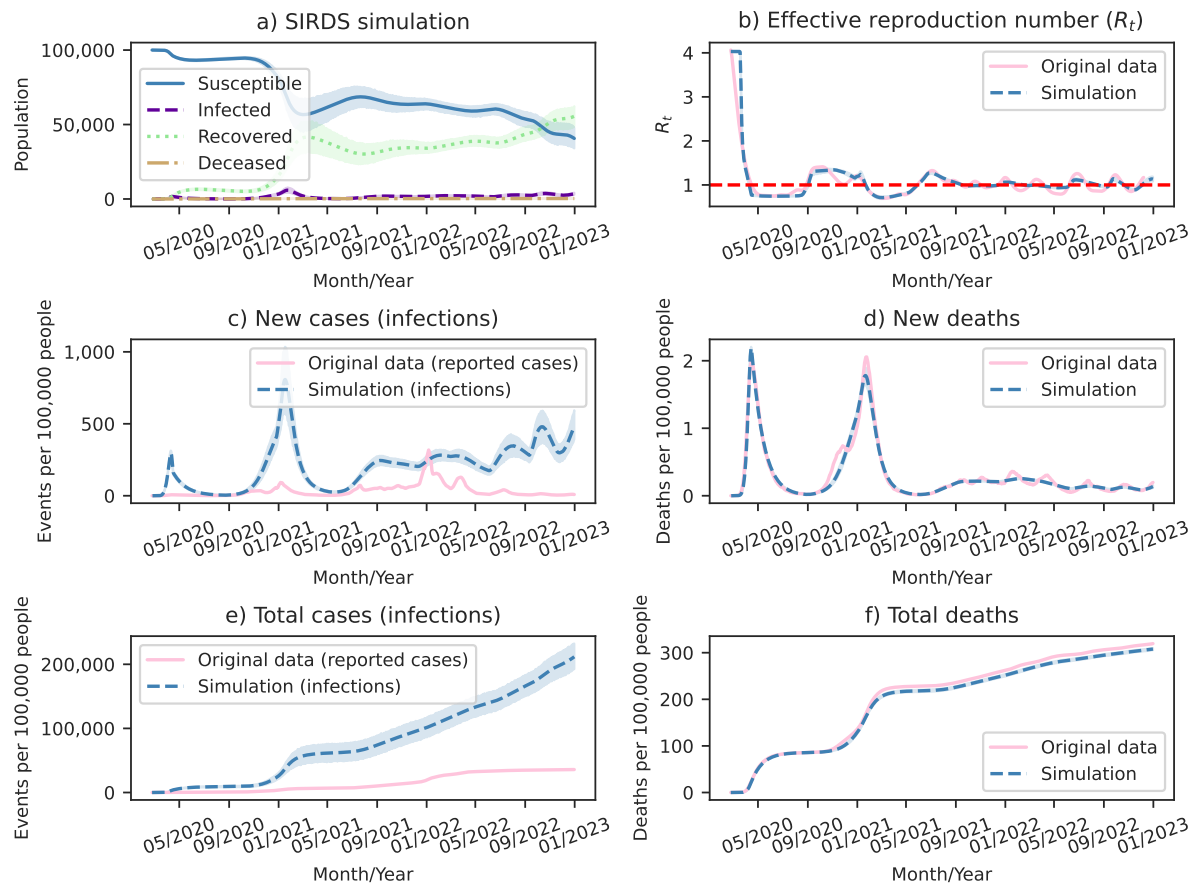 a) SIRDS simulation
Population
100,000
50,000
0
Susceptible
Infected
Recovered
Deceased
05/2020 09/2020 01/2021 05/2021 09/2021 01/2022 05/2022 09/2022 01/2023
Month/Year
b) Effective reproduction number (Rt)
Rt
4
3
2
1
Original data
Simulation
05/2020 09/2020 01/2021 05/2021 09/2021 01/2022 05/2022 09/2022 01/2023
Month/Year
c) New cases (infections)
Events per 100,000 people
1,000
500
0
Original data (reported cases)
Simulation (infections)
05/2020 09/2020 01/2021 05/2021 09/2021 01/2022 05/2022 09/2022 01/2023
Month/Year
d) New deaths
Deaths per 100,000 people
2
1
0
Original data
Simulation
05/2020 09/2020 01/2021 05/2021 09/2021 01/2022 05/2022 09/2022 01/2023
Month/Year
e) Total cases (infections)
Events per 100,000 people
200,000
100,000
0
Original data (reported cases)
Simulation (infections)
05/2020 09/2020 01/2021 05/2021 09/2021 01/2022 05/2022 09/2022 01/2023
Month/Year
f) Total deaths
Deaths per 100,000 people
300
200
100
0
Original data
Simulation
05/2020 09/2020 01/2021 05/2021 09/2021 01/2022 05/2022 09/2022 01/2023
Month/Year